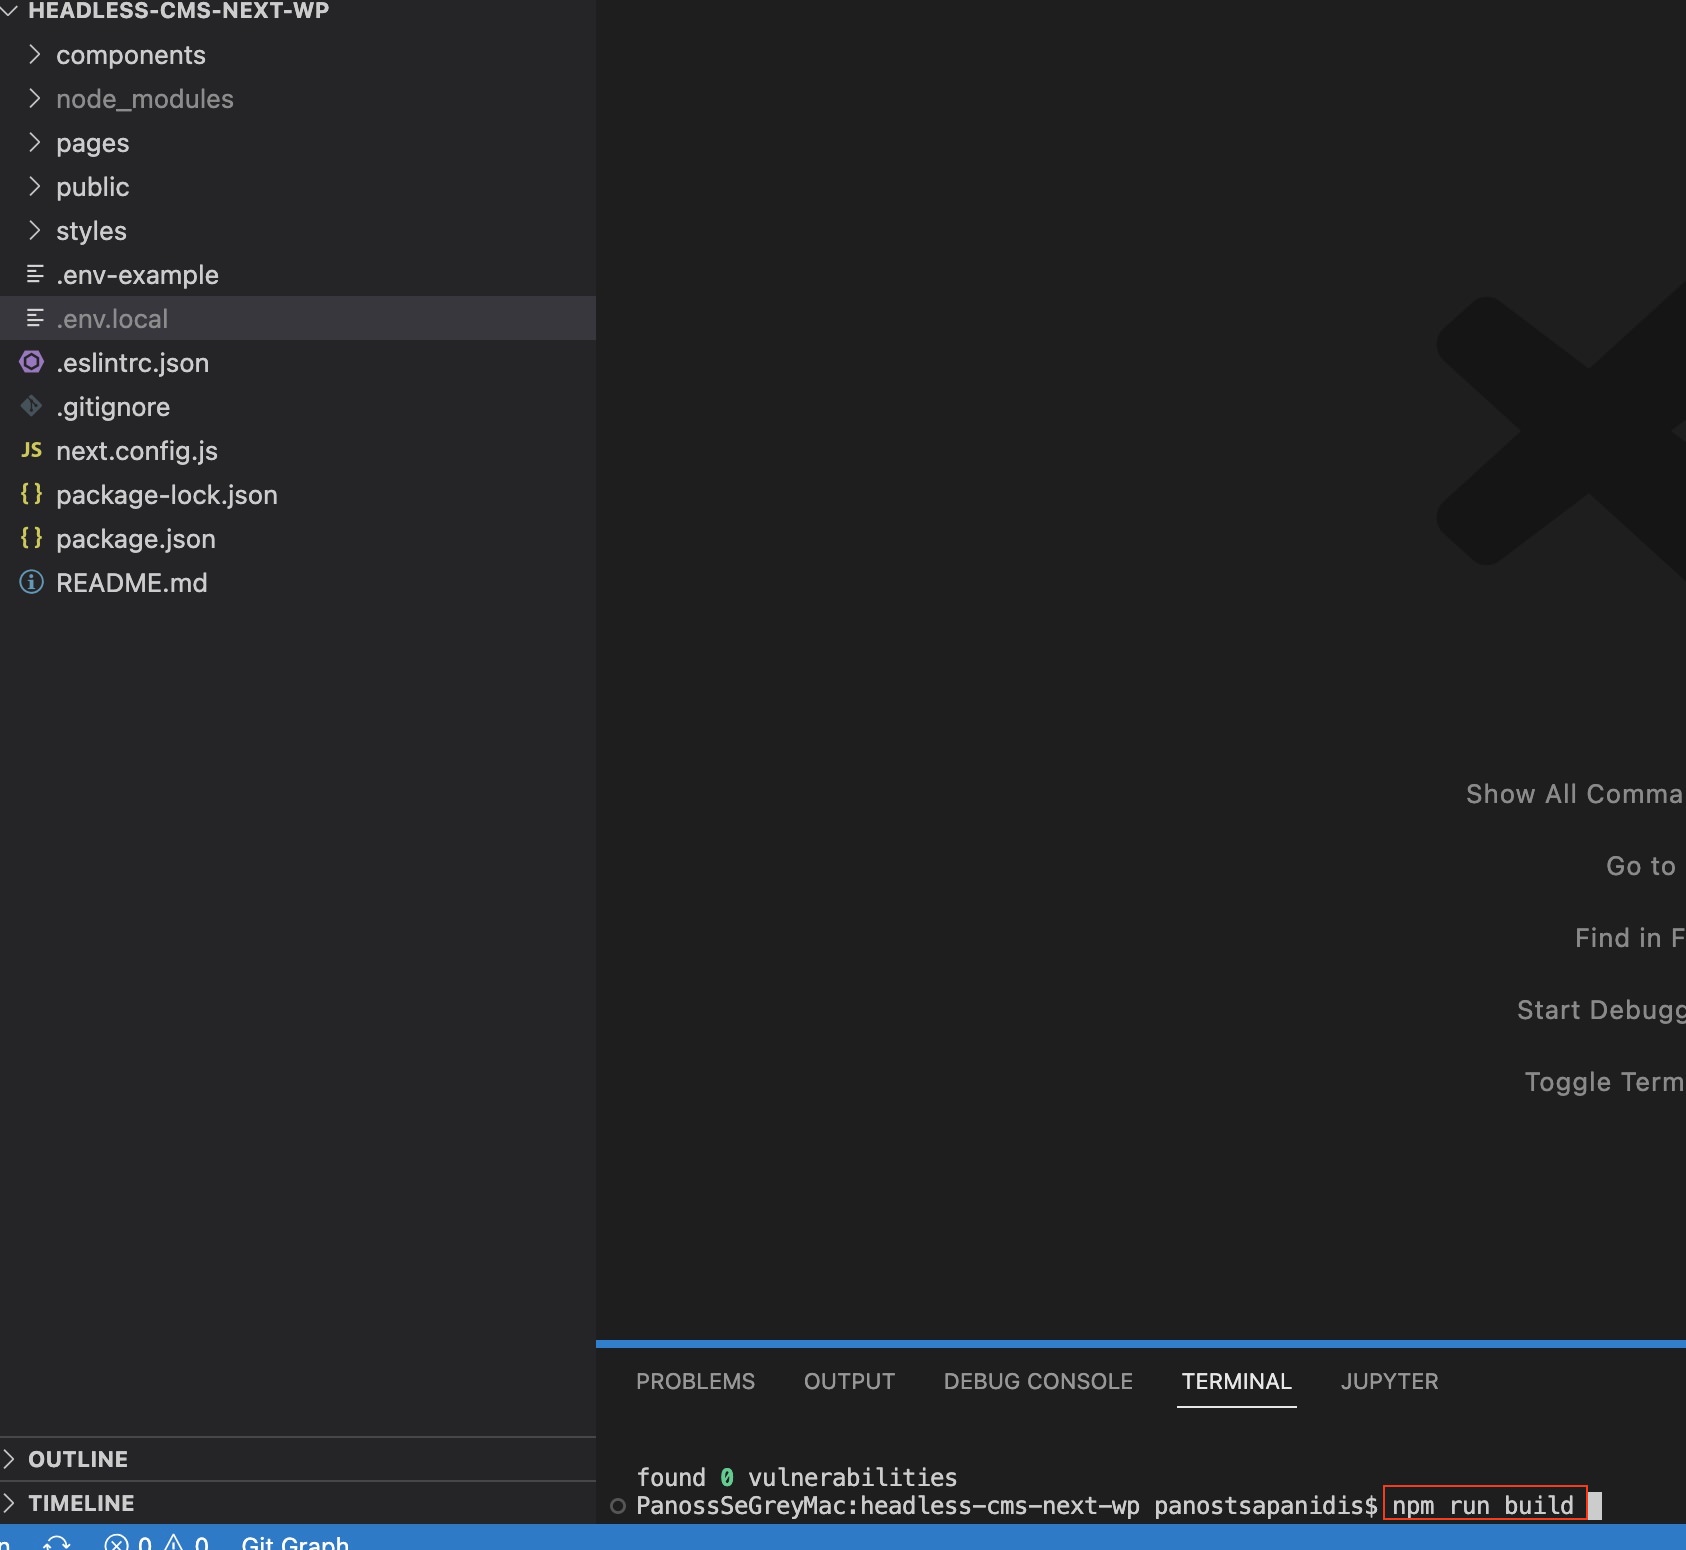 HEADLESS-CMS-NEXT-WP
components
node_modules
pages
public
styles
.env-example
.env.local
.eslintrc.json
.gitignore
JS next.config.js
{} package-lock.json
{} package.json
README.md
OUTLINE
TIMELINE
0 0 Git Graph
Show All Comma
Go to
Find in F
Start Debugg
Toggle Term
PROBLEMS OUTPUT DEBUG CONSOLE TERMINAL JUPYTER
found 0 vulnerabilities
PanossSeGreyMac:headless-cms-next-wp panostsapanidis$ npm run build